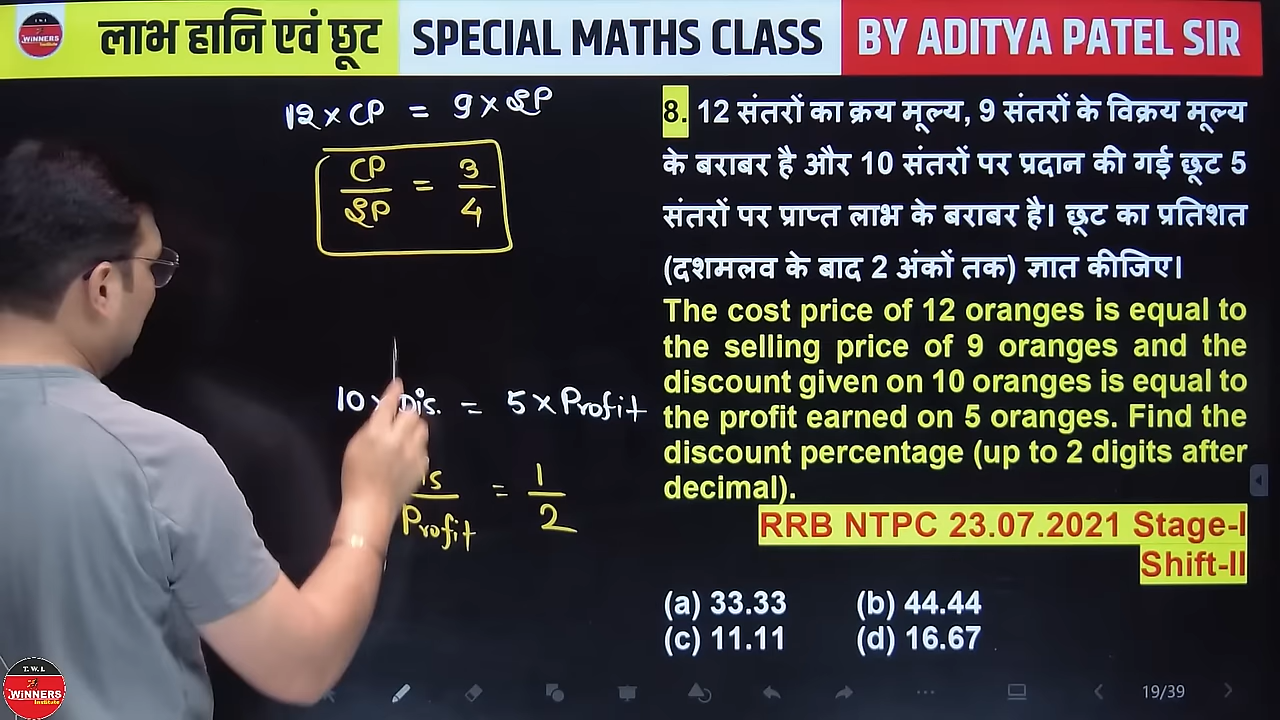 लाभ हानि एवं छूट SPECIAL MATHS CLASS BY ADITYA PATEL SIR
T.W.I.
WiNNERS
Institute
12 × CP = 9 × SP
CP/SP = 3/4
10 × Dis. = 5 × Profit
is/Profit = 1/2
8. 12 संतरों का क्रय मूल्य, 9 संतरों के विक्रय मूल्य
के बराबर है और 10 संतरों पर प्रदान की गई छूट 5
संतरों पर प्राप्त लाभ के बराबर है। छूट का प्रतिशत
(दशमलव के बाद 2 अंकों तक) ज्ञात कीजिए।
The cost price of 12 oranges is equal to
the selling price of 9 oranges and the
discount given on 10 oranges is equal to
the profit earned on 5 oranges. Find the
discount percentage (up to 2 digits after
decimal).
RRB NTPC 23.07.2021 Stage-I
Shift-II
(a) 33.33 (b) 44.44
(c) 11.11 (d) 16.67
19/39
T.W.I.
WiNNERS
Institute